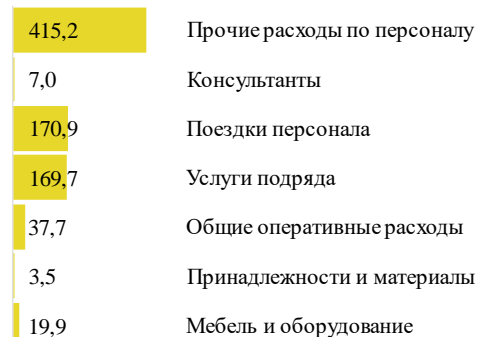 415,2 Прочие расходы по персоналу
7,0 Консультанты
170,9 Поездки персонала
169,7 Услуги подряда
37,7 Общие оперативные расходы
3,5 Принадлежности и материалы
19,9 Мебель и оборудование